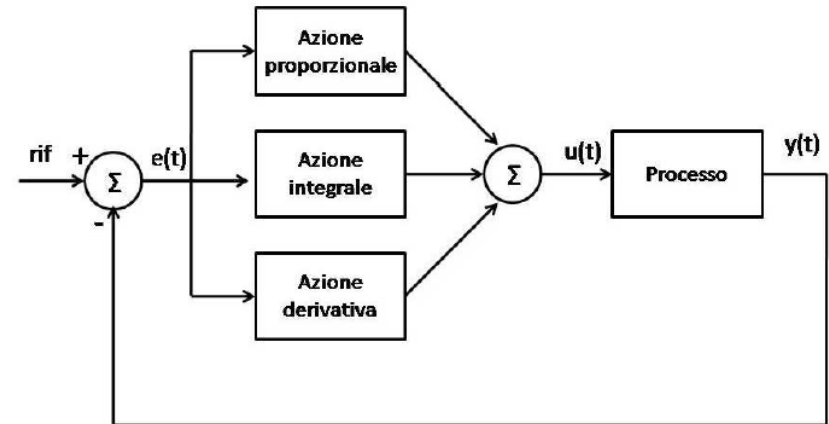 Azione
proporzionale
rif
+
Σ
e(t)
Azione
integrale
Σ
u(t)
Processo
y(t)
-
Azione
derivativa